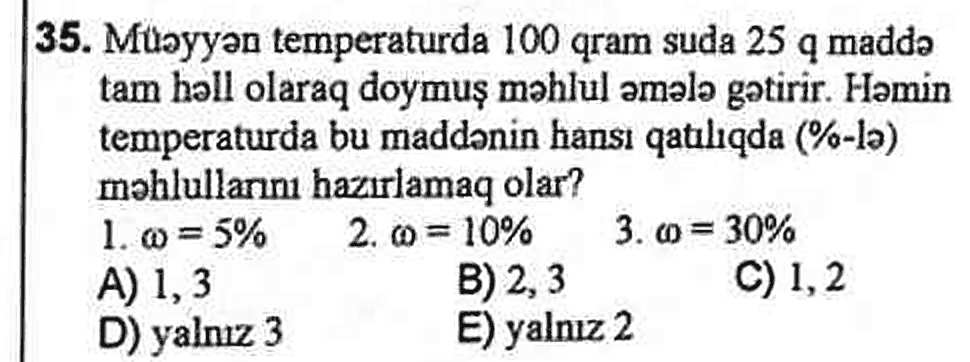 35. Müəyyən temperaturda 100 qram suda 25 q maddə
tam həll olaraq doymuş məhlul əmələ gətirir. Həmin
temperaturda bu maddənin hansı qatılıqda (%-lə)
məhlullarını hazırlamaq olar?
1. ω = 5% 2. ω = 10% 3. ω = 30%
A) 1, 3 B) 2, 3 C) 1, 2
D) yalnız 3 E) yalnız 2